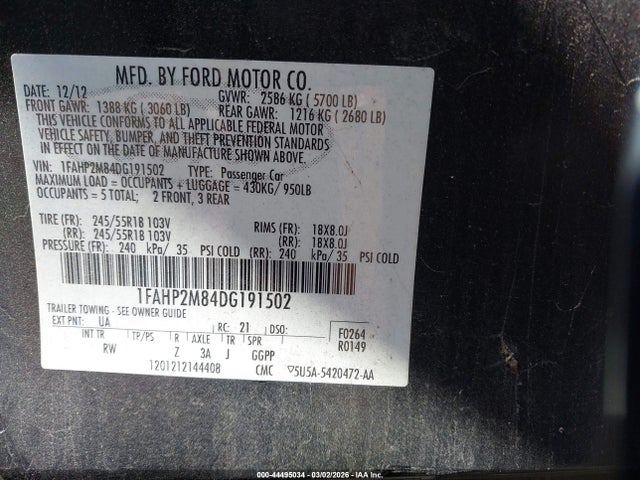 MFD. BY FORD MOTOR CO.
DATE: 12/12 GVWR: 2586 KG ( 5700 LB)
FRONT GAWR: 1388 KG ( 3060 LB) REAR GAWR: 1216 KG ( 2680 LB)
THIS VEHICLE CONFORMS TO ALL APPLICABLE FEDERAL MOTOR
VEHICLE SAFETY, BUMPER, AND THEFT PREVENTION STANDARDS
IN EFFECT ON THE DATE OF MANUFACTURE SHOWN ABOVE.
VIN: 1FAHP2M84DG191502 TYPE: Passenger Car
MAXIMUM LOAD = OCCUPANTS + LUGGAGE = 430KG/ 950LB
OCCUPANTS = 5 TOTAL; 2 FRONT, 3 REAR
TIRE (FR): 245/55R18 103V RIMS (FR): 18X8.0J
(RR): 245/55R18 103V (RR): 18X8.0J
PRESSURE (FR): 240 kPa/ 35 PSI COLD (RR): 240 kPa/ 35 PSI COLD
1FAHP2M84DG191502
TRAILER TOWING - SEE OWNER GUIDE
EXT PNT: UA RC: 21 DSO: F0264
INT TR TP/PS R AXLE TR SPR R0149
RW Z 3A J GGPP
1201212144408 CMC ▽5U5A-5420472-AA
000-44495034 - 03/02/2026 - IAA Inc.